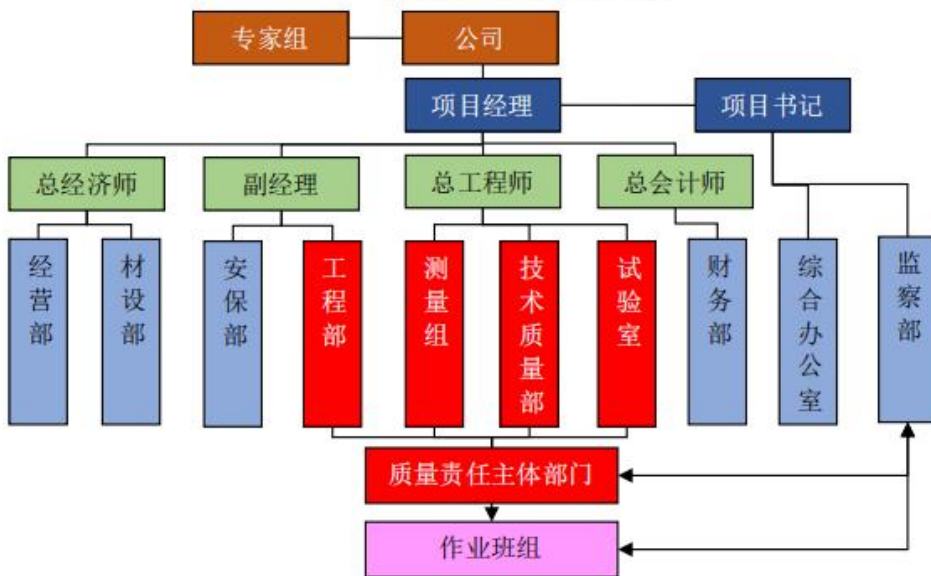 专家组
公司
项目经理
项目书记
总经济师
副经理
总工程师
总会计师
经营部
材设部
安保部
工程部
测量组
技术质量部
试验室
财务部
综合办公室
监察部
质量责任主体部门
作业班组